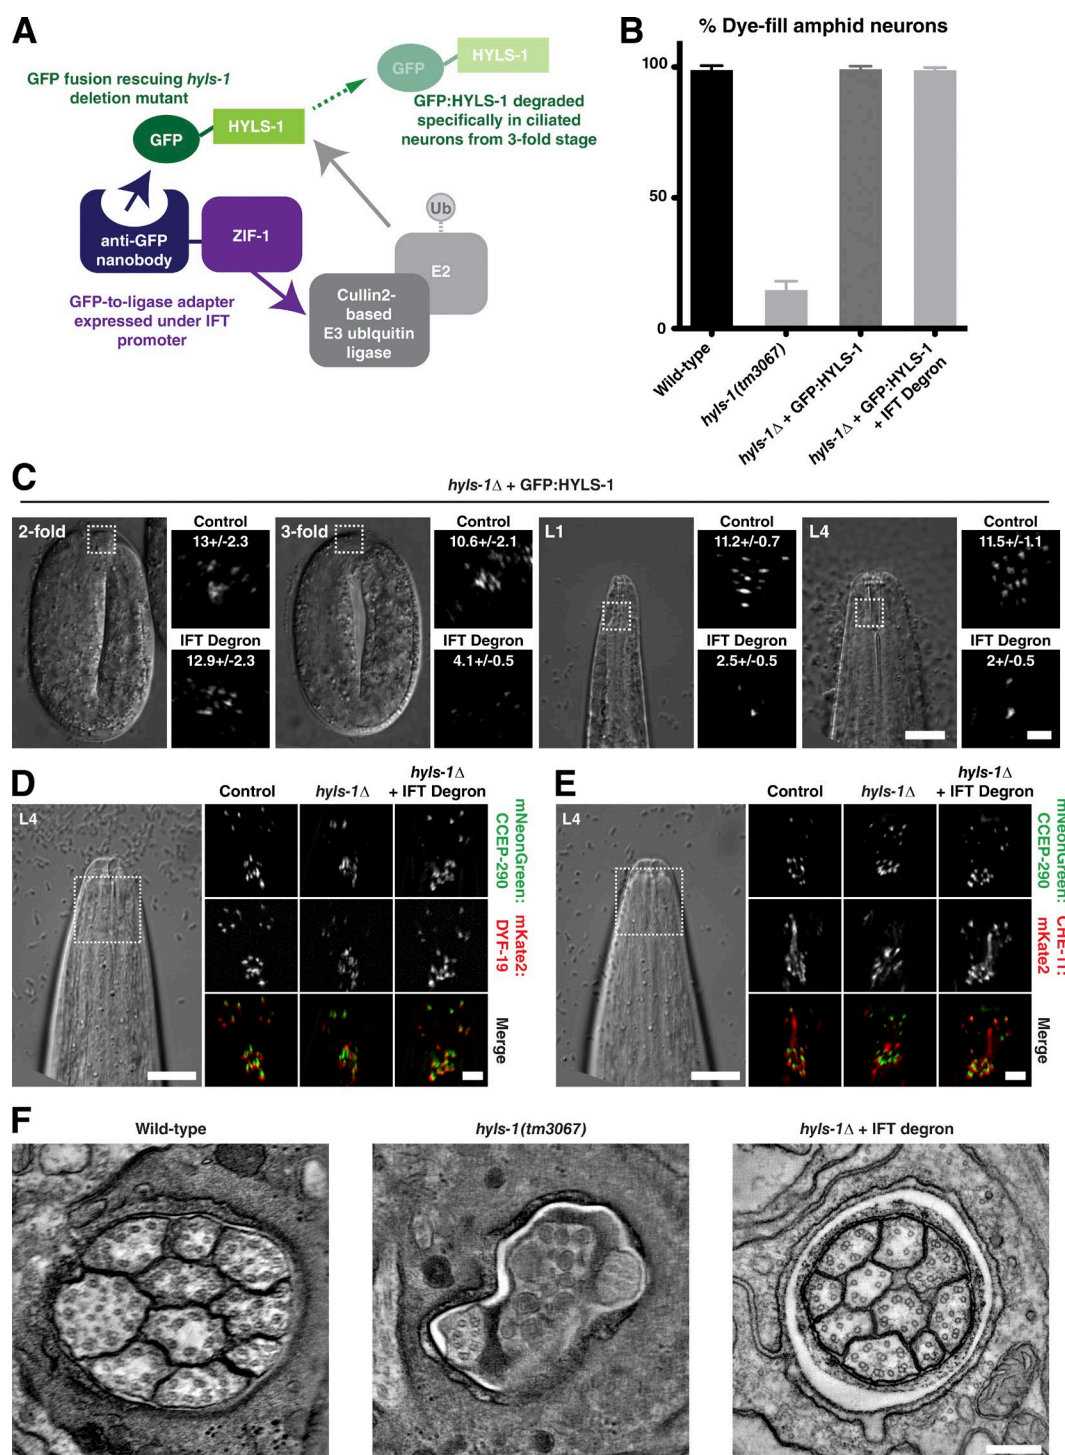 A
GFP fusion rescuing hyls-1
deletion mutant
GFP
HYLS-1
GFP
HYLS-1
GFP:HYLS-1 degraded
specifically in ciliated
neurons from 3-fold stage
anti-GFP
nanobody
ZIF-1
Ub
E2
Cullin2-
based
E3 ubIquitin
ligase
GFP-to-ligase adapter
expressed under IFT
promoter
B
% Dye-fill amphid neurons
100
50
0
Wild-type
hyls-1(tm3067)
hyls-1Δ + GFP:HYLS-1
hyls-1Δ + GFP:HYLS-1
+ IFT Degron
C
hyls-1Δ + GFP:HYLS-1
2-fold
Control
13+/-2.3
IFT Degron
12.9+/-2.3
3-fold
Control
10.6+/-2.1
IFT Degron
4.1+/-0.5
L1
Control
11.2+/-0.7
IFT Degron
2.5+/-0.5
L4
Control
11.5+/-1.1
IFT Degron
2+/-0.5
D
L4
Control
hyls-1Δ
hyls-1Δ
+ IFT Degron
mNeonGreen:
CCEP-290
mKate2:
DYF-19
Merge
E
L4
Control
hyls-1Δ
hyls-1Δ
+ IFT Degron
mNeonGreen:
CCEP-290
CHE-11:
mKate2
Merge
F
Wild-type
hyls-1(tm3067)
hyls-1Δ + IFT degron